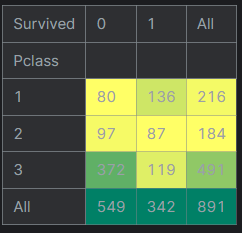 Survived 0 1 All
Pclass
1 80 136 216
2 97 87 184
3 372 119 491
All 549 342 891